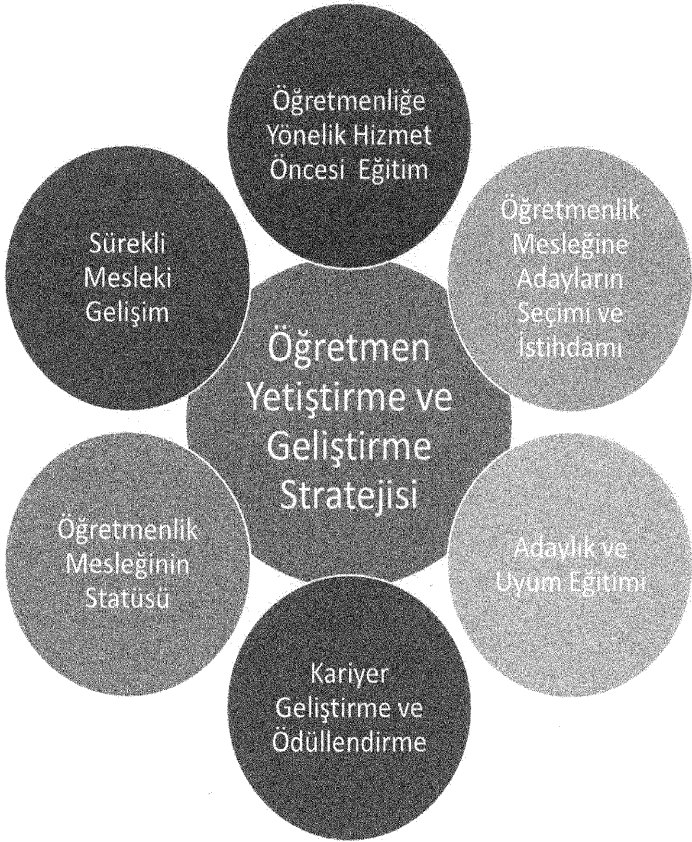 Öğretmenliğe
Yönelik Hizmet
Öncesi Eğitim
Öğretmenlik
Mesleğine
Adayların
Seçimi ve
İstihdamı
Adaylık ve
Uyum Eğitimi
Kariyer
Geliştirme ve
Ödüllendirme
Öğretmenlik
Mesleğinin
Statüsü
Sürekli
Mesleki
Gelişim
Öğretmen
Yetiştirme ve
Geliştirme
Stratejisi